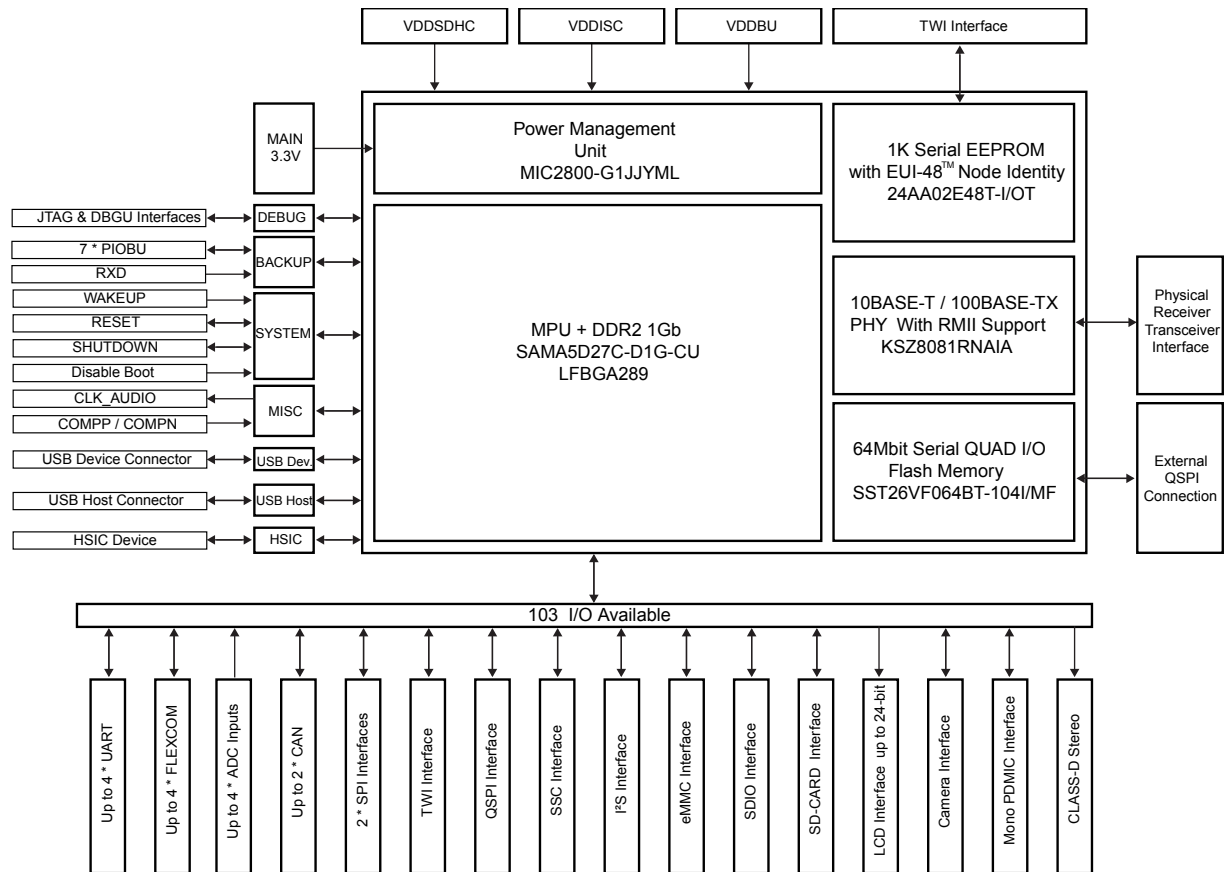 VDDSDHC
VDDISC
VDDBU
TWI Interface
MAIN
3.3V
Power Management
Unit
MIC2800-G1JJYML
1K Serial EEPROM
with EUI-48™ Node Identity
24AA02E48T-I/OT
JTAG & DBGU Interfaces
DEBUG
7 * PIOBU
RXD
BACKUP
WAKEUP
RESET
SHUTDOWN
Disable Boot
SYSTEM
CLK_AUDIO
COMPP / COMPN
MISC
USB Device Connector
USB Dev.
USB Host Connector
USB Host
HSIC Device
HSIC
MPU + DDR2 1Gb
SAMA5D27C-D1G-CU
LFBGA289
10BASE-T / 100BASE-TX
PHY With RMII Support
KSZ8081RNAIA
Physical
Receiver
Transceiver
Interface
64Mbit Serial QUAD I/O
Flash Memory
SST26VF064BT-104I/MF
External
QSPI
Connection
103 I/O Available
Up to 4 * UART
Up to 4 * FLEXCOM
Up to 4 * ADC Inputs
Up to 2 * CAN
2 * SPI Interfaces
TWI Interface
QSPI Interface
SSC Interface
I²S Interface
eMMC Interface
SDIO Interface
SD-CARD Interface
LCD Interface up to 24-bit
Camera Interface
Mono PDMIC Interface
CLASS-D Stereo